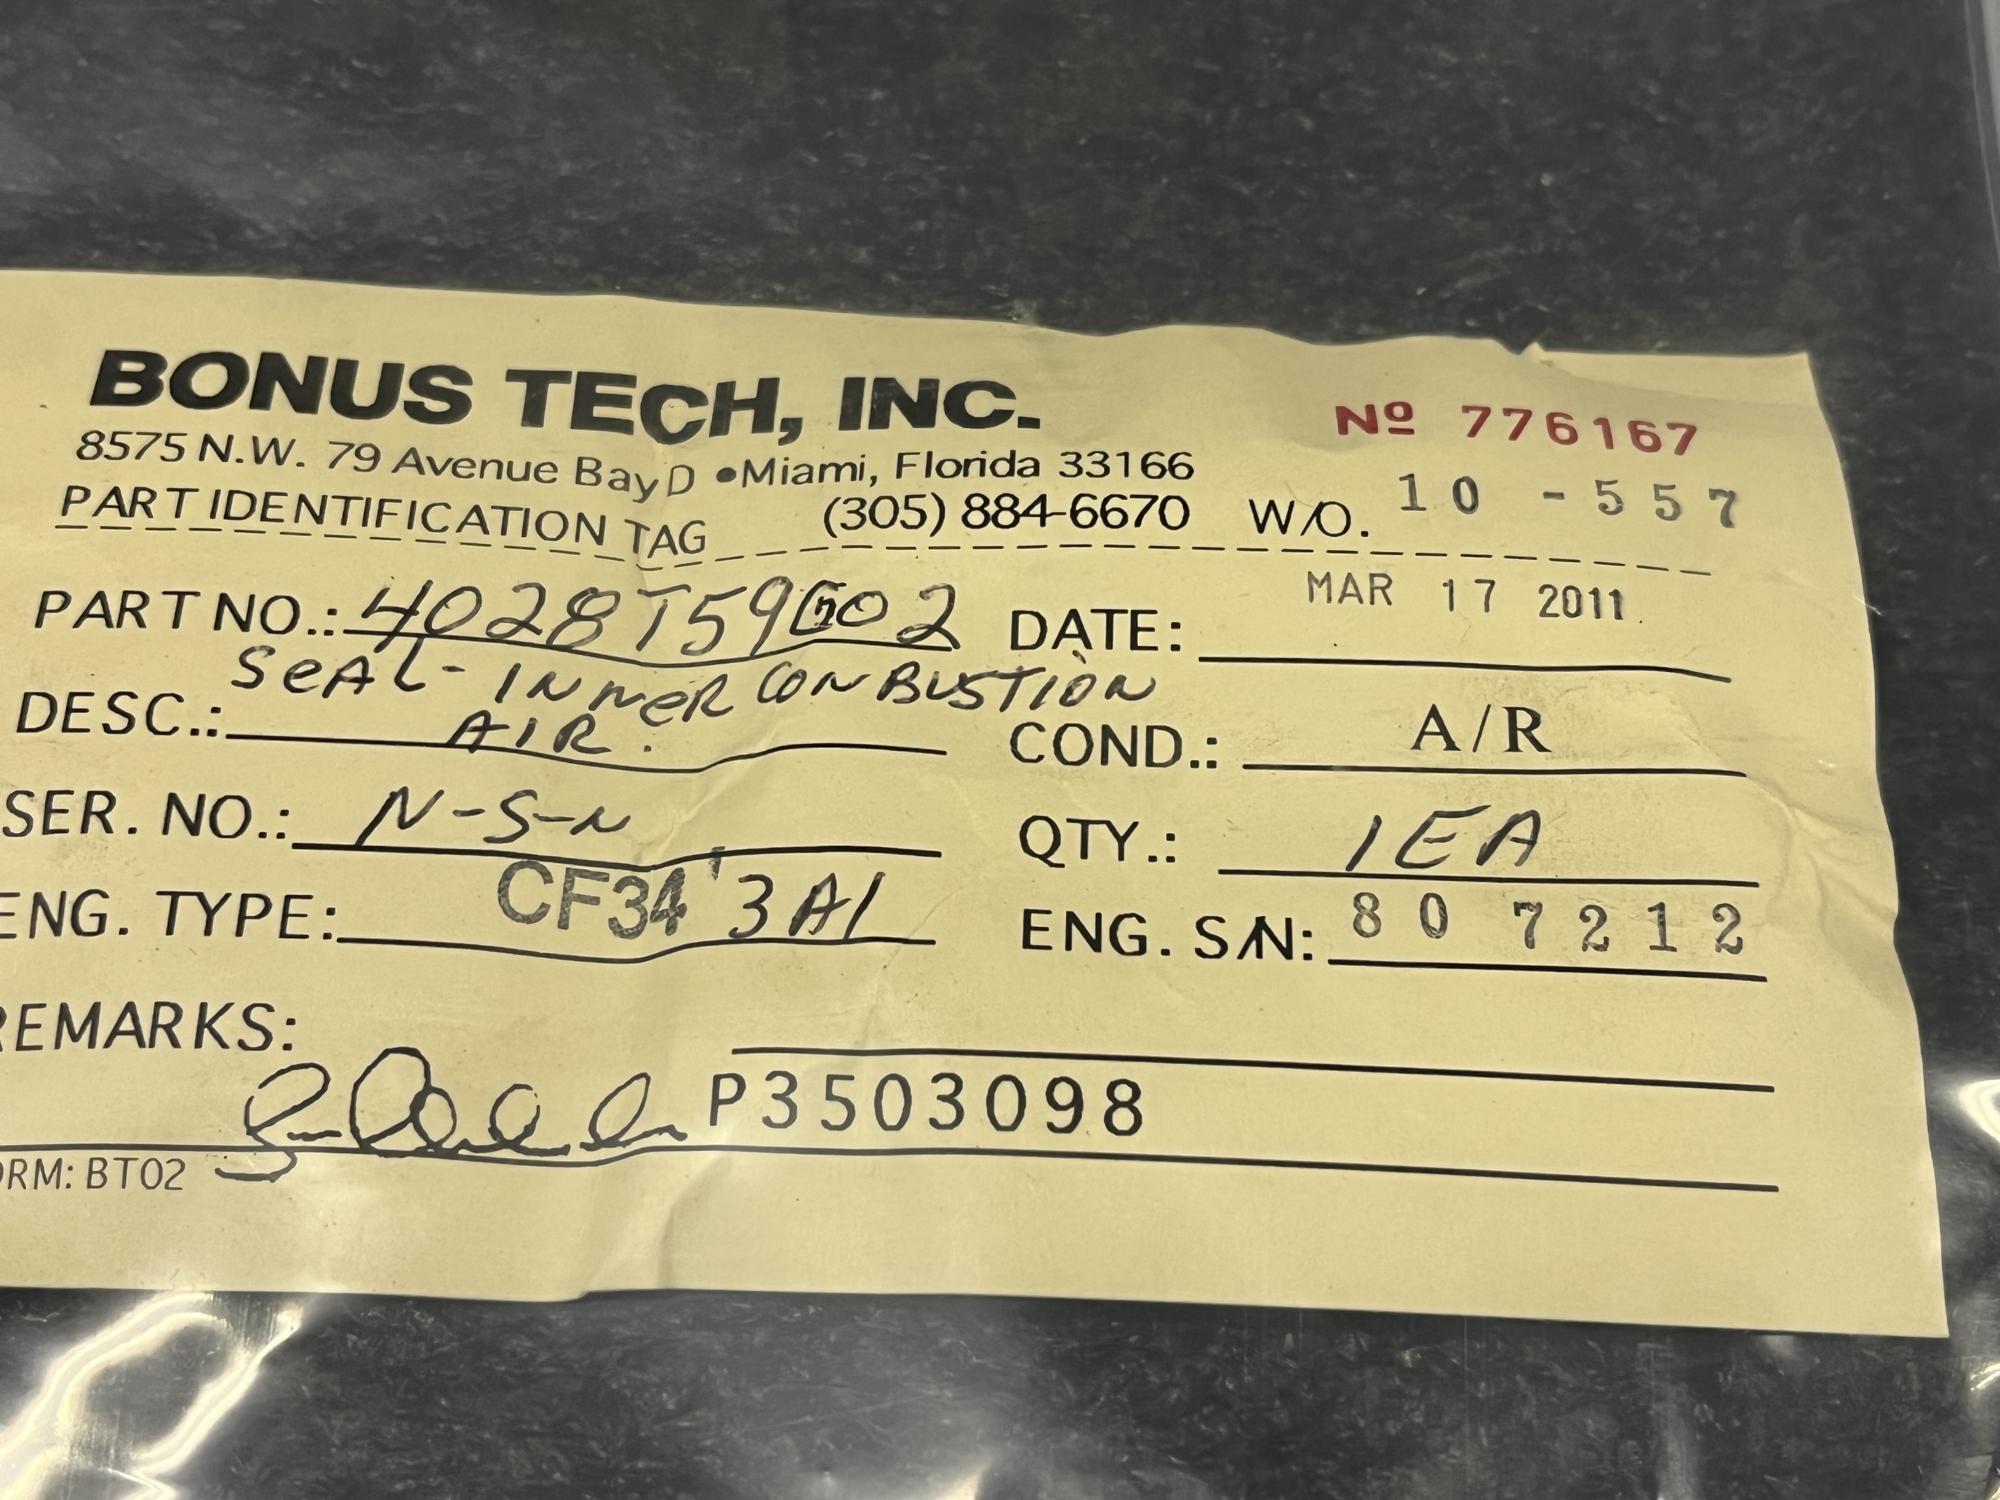 BONUS TECH, INC.
Nº 776167
8575 N.W. 79 Avenue Bay D • Miami, Florida 33166
PART IDENTIFICATION TAG (305) 884-6670 W/O. 10 -557
PART NO.: 4028T59G02 DATE: MAR 17 2011
DESC.: SEAL - INNER COMBUSTION
AIR.
COND.: A/R
SER. NO.: N-S-N QTY.: 1EA
ENG. TYPE: CF34-3A1 ENG. S/N: 807212
REMARKS:
P3503098
ORM: BT02